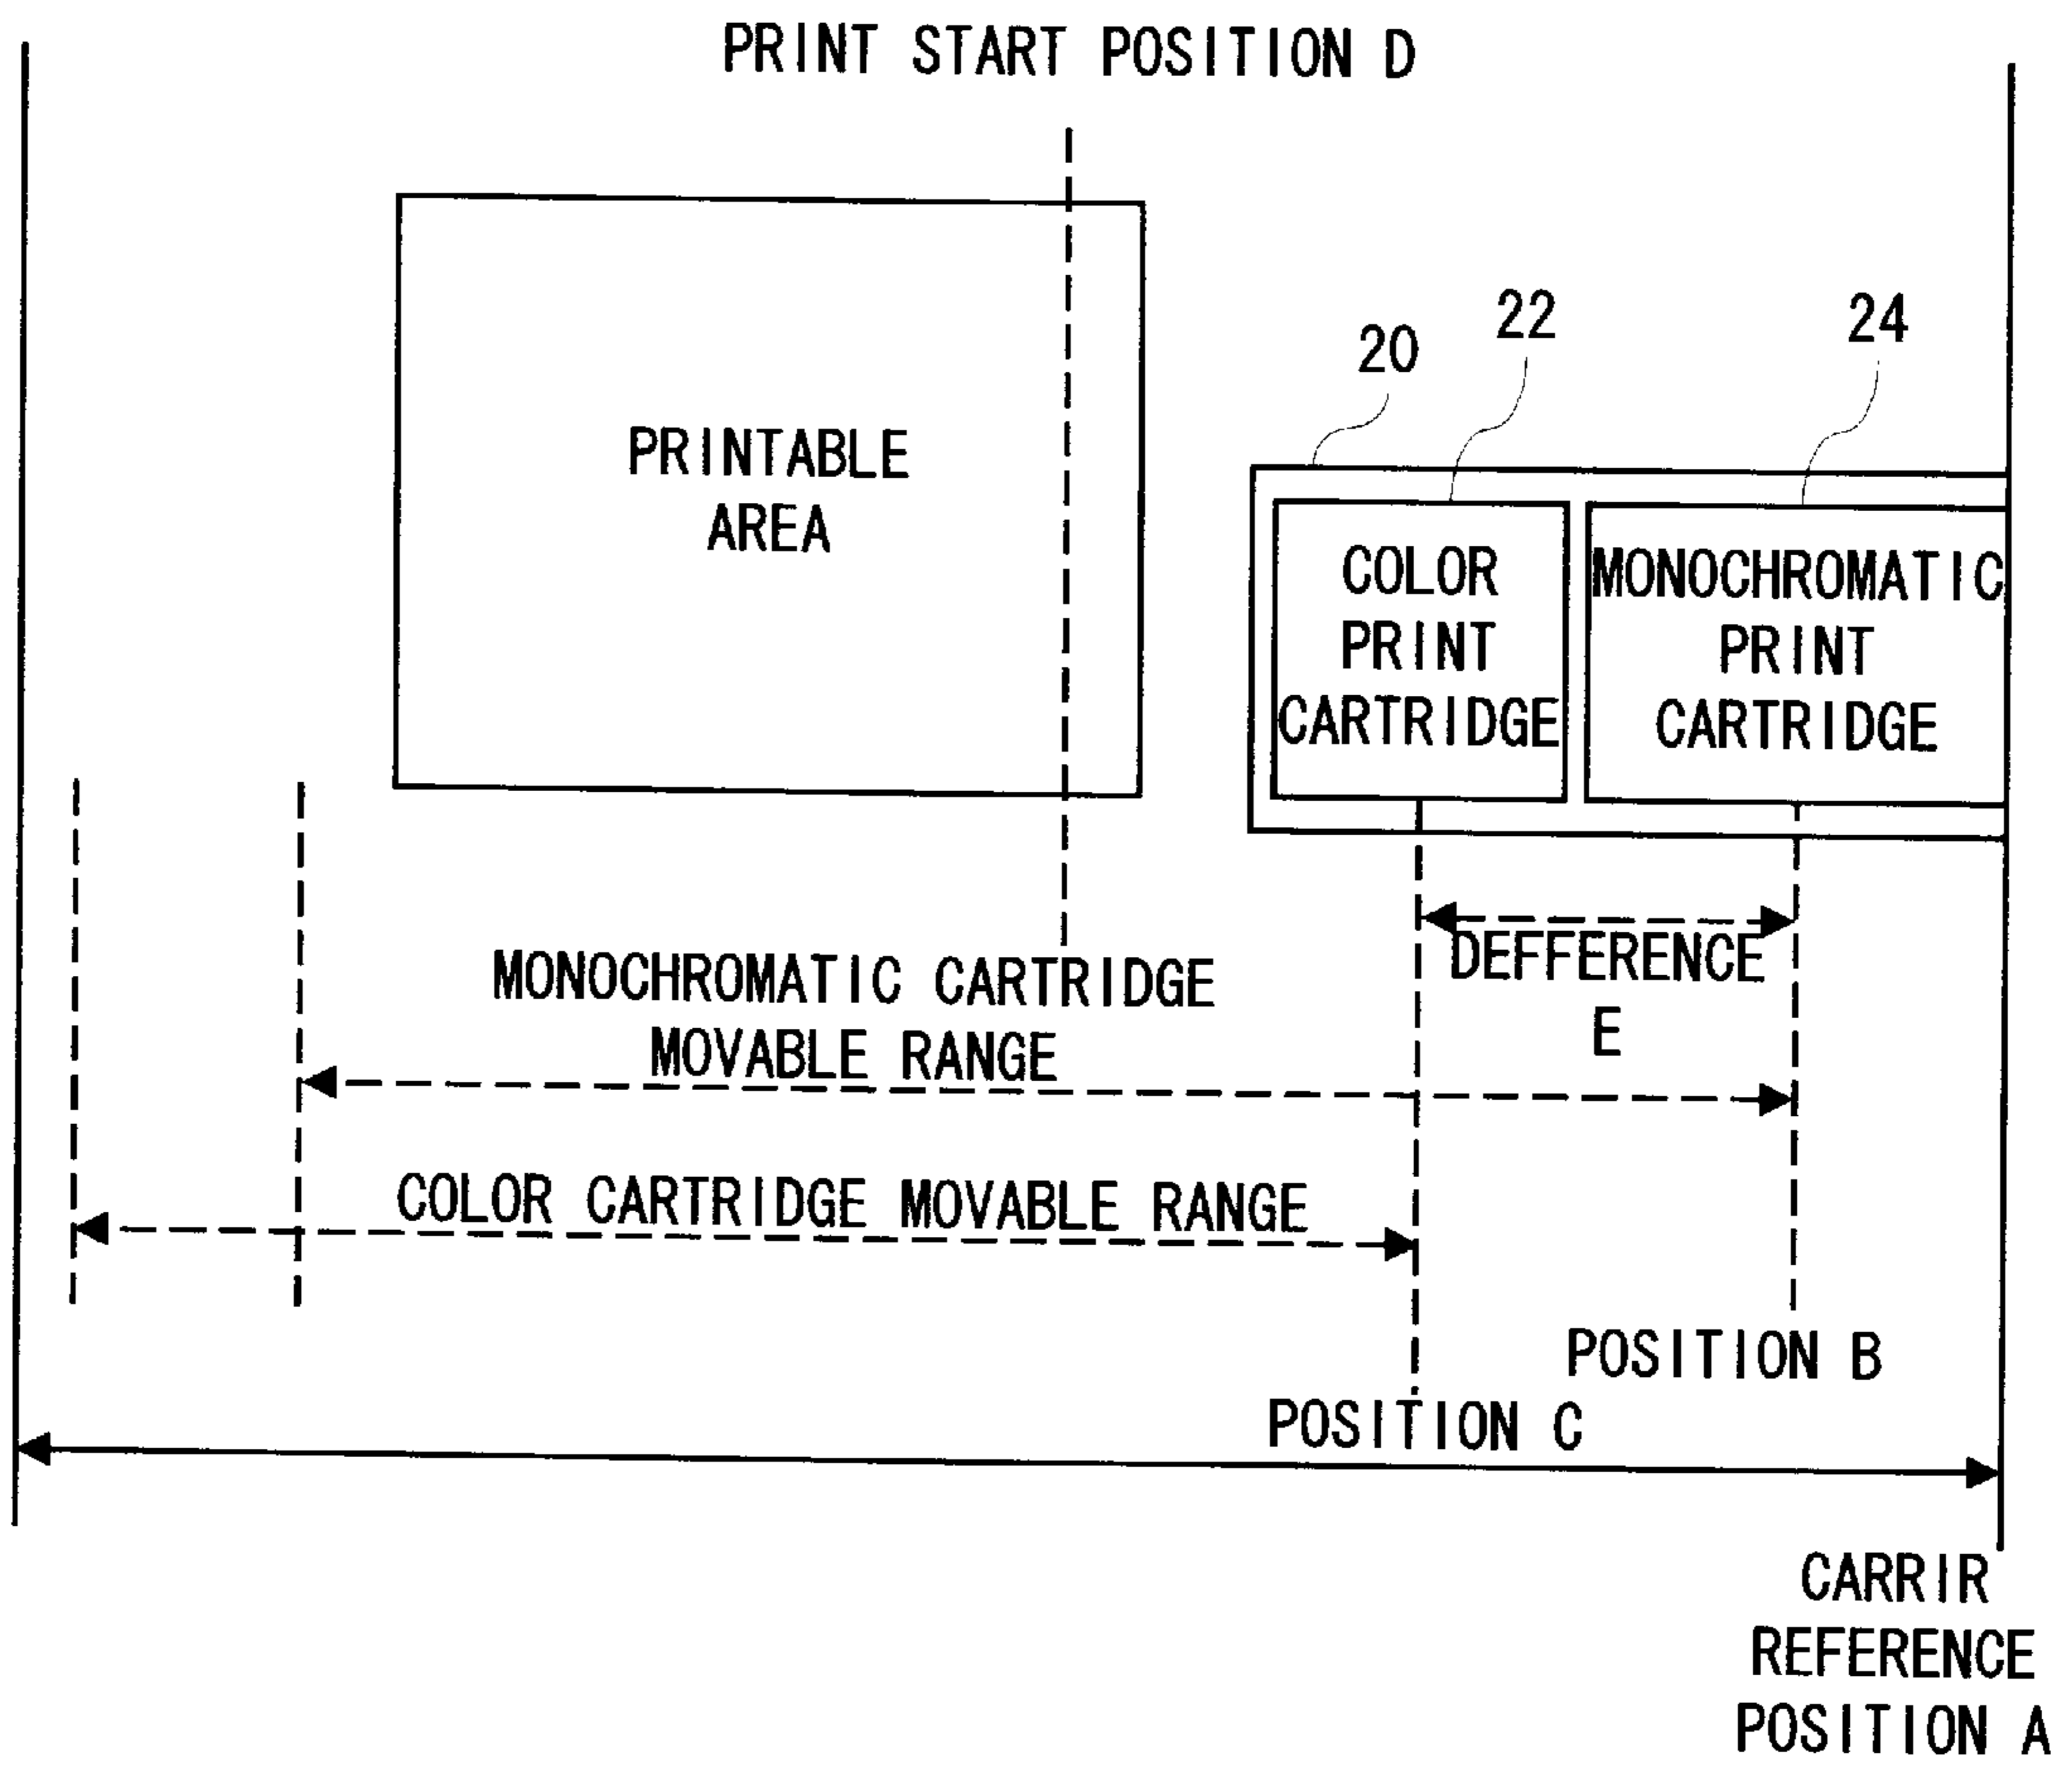 PRINT START POSITION D
22
24
20
PRINTABLE
AREA
COLOR
PRINT
CARTRIDGE
MONOCHROMATIC
PRINT
CARTRIDGE
DEFFERENCE
E
MONOCHROMATIC CARTRIDGE
MOVABLE RANGE
COLOR CARTRIDGE MOVABLE RANGE
POSITION B
POSITION C
CARRIR
REFERENCE
POSITION A